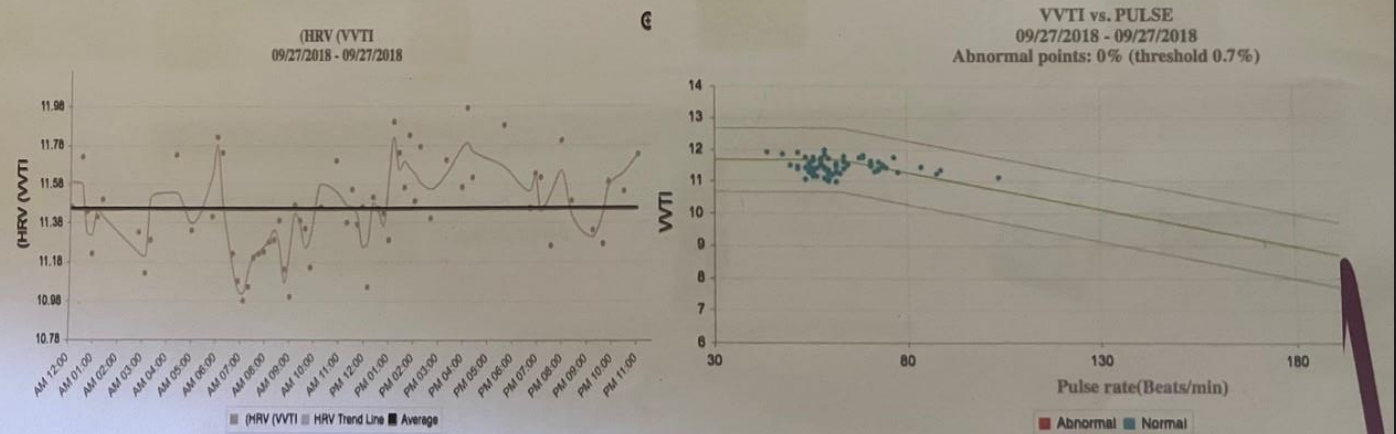 (HRV (VVTI
09/27/2018 - 09/27/2018
(HRV (VVTI
11.98
11.78
11.58
11.38
11.18
10.98
10.78
AM 12:00
AM 01:00
AM 02:00
AM 03:00
AM 04:00
AM 05:00
AM 06:00
AM 07:00
AM 08:00
AM 09:00
AM 10:00
AM 11:00
PM 12:00
PM 01:00
PM 02:00
PM 03:00
PM 04:00
PM 05:00
PM 06:00
PM 07:00
PM 08:00
PM 09:00
PM 10:00
PM 11:00
(HRV (VVTI HRV Trend Line Average
VVTI vs. PULSE
09/27/2018 - 09/27/2018
Abnormal points: 0% (threshold 0.7%)
VVTI
14
13
12
11
10
9
8
7
6
30 80 130 180
Pulse rate(Beats/min)
Abnormal Normal